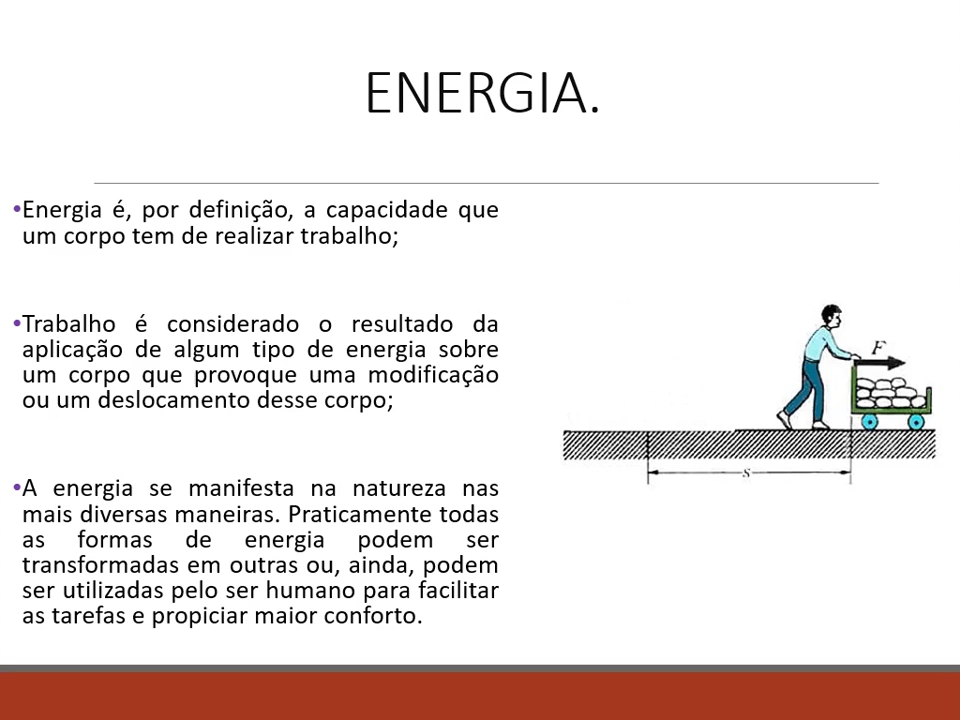 ENERGIA.
•Energia é, por definição, a capacidade que
um corpo tem de realizar trabalho;
•Trabalho é considerado o resultado da
aplicação de algum tipo de energia sobre
um corpo que provoque uma modificação
ou um deslocamento desse corpo;
•A energia se manifesta na natureza nas
mais diversas maneiras. Praticamente todas
as formas de energia podem ser
transformadas em outras ou, ainda, podem
ser utilizadas pelo ser humano para facilitar
as tarefas e propiciar maior conforto.
F
s